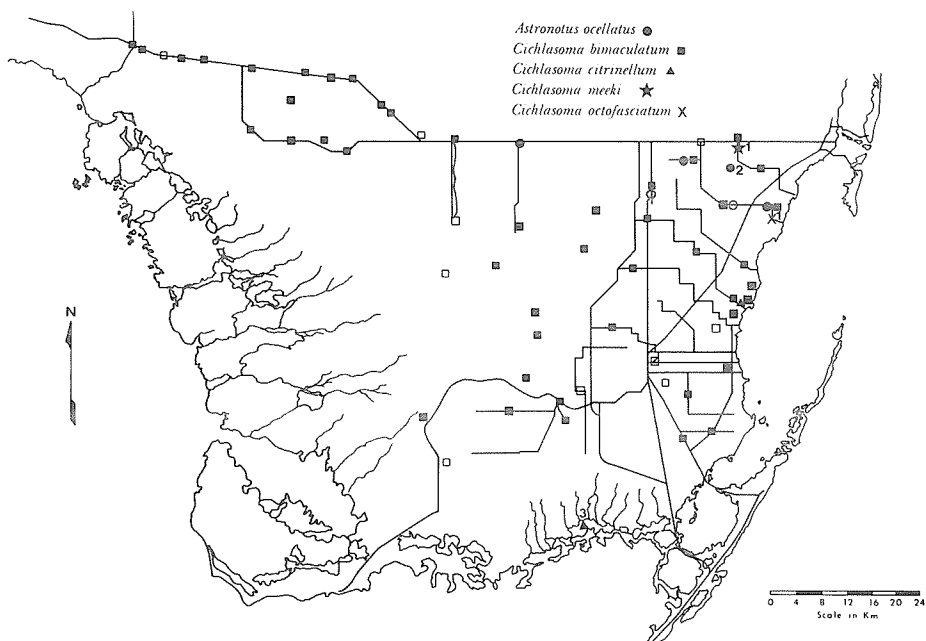 Astronotus ocellatus
Cichlasoma bimaculatum
Cichlasoma citrinellum
Cichlasoma meeki
Cichlasoma octofasciatum
1
2
N
3
0 4 8 12 16 20 24
Scale in Km